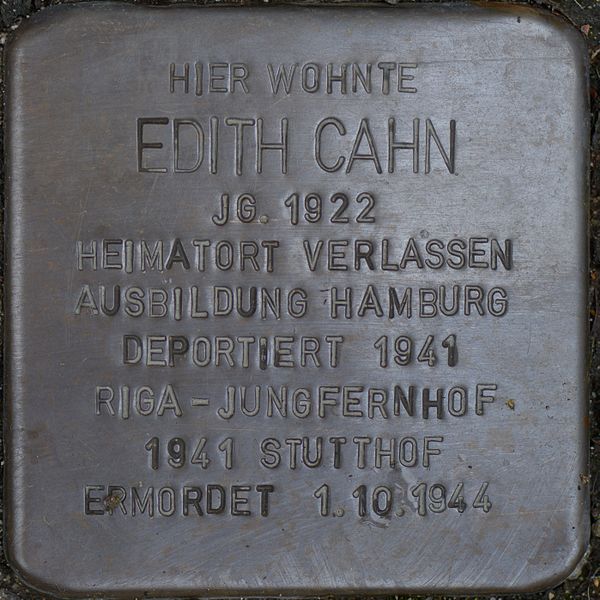 HIER WOHNTE
EDITH CAHN
JG. 1922
HEIMATORT VERLASSEN
AUSBILDUNG HAMBURG
DEPORTIERT 1941
RIGA-JUNGFERNHOF
1941 STUTTHOF
ERMORDET 1.10.1944